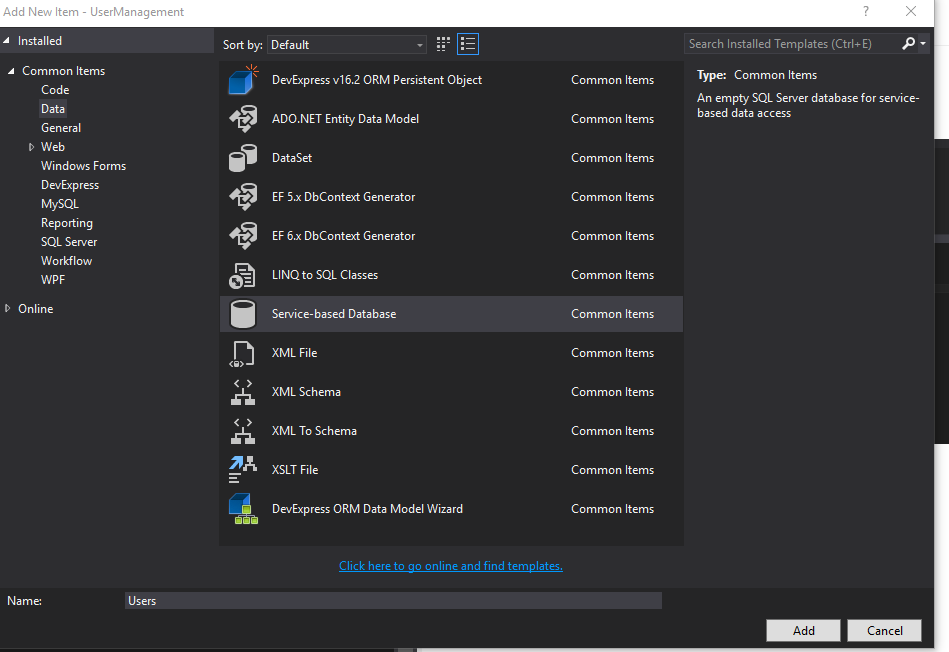 Add New Item - UserManagement
?
Installed
Sort by: Default
Search Installed Templates (Ctrl+E)
Common Items
Code
Data
General
Web
Windows Forms
DevExpress
MySQL
Reporting
SQL Server
Workflow
WPF
Online
DevExpress v16.2 ORM Persistent Object Common Items
ADO.NET Entity Data Model Common Items
DataSet Common Items
EF 5.x DbContext Generator Common Items
EF 6.x DbContext Generator Common Items
LINQ to SQL Classes Common Items
Service-based Database Common Items
XML File Common Items
XML Schema Common Items
XML To Schema Common Items
XSLT File Common Items
DevExpress ORM Data Model Wizard Common Items
Type: Common Items
An empty SQL Server database for service-
based data access
Click here to go online and find templates.
Name: Users
Add Cancel